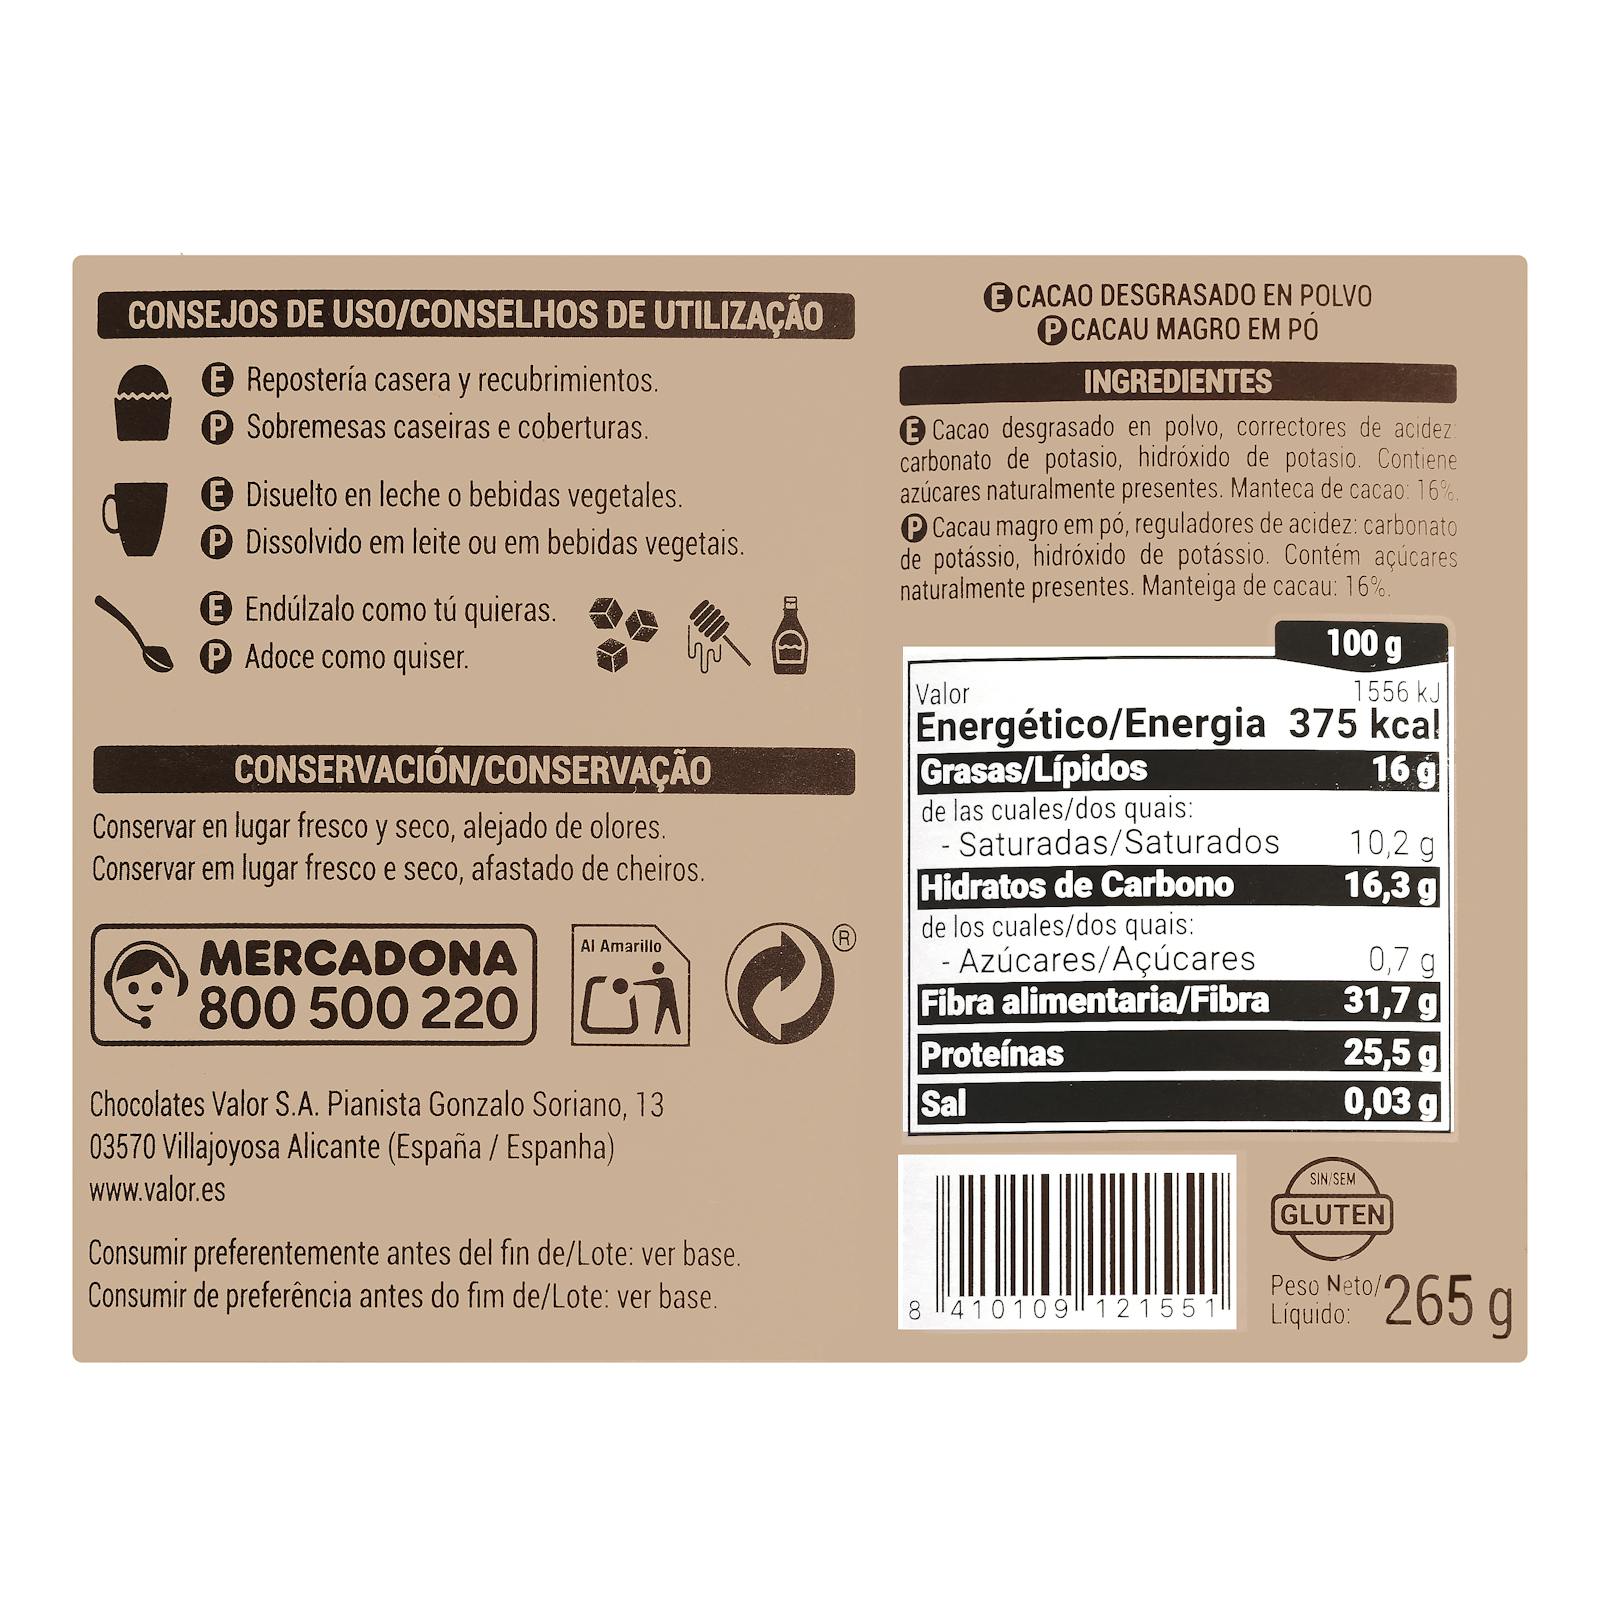 CONSEJOS DE USO/CONSELHOS DE UTILIZAÇÃO
E Repostería casera y recubrimientos.
P Sobremesas caseiras e coberturas.
E Disuelto en leche o bebidas vegetales.
P Dissolvido em leite ou em bebidas vegetais.
E Endúlzalo como tú quieras.
P Adoce como quiser.
CONSERVACIÓN/CONSERVAÇÃO
Conservar en lugar fresco y seco, alejado de olores.
Conservar em lugar fresco e seco, afastado de cheiros.
MERCADONA
800 500 220
Al Amarillo
®
Chocolates Valor S.A. Pianista Gonzalo Soriano, 13
03570 Villajoyosa Alicante (España / Espanha)
www.valor.es
Consumir preferentemente antes del fin de/Lote: ver base.
Consumir de preferência antes do fim de/Lote: ver base.
E CACAO DESGRASADO EN POLVO
P CACAU MAGRO EM PÓ
INGREDIENTES
E Cacao desgrasado en polvo, correctores de acidez:
carbonato de potasio, hidróxido de potasio. Contiene
azúcares naturalmente presentes. Manteca de cacao: 16%.
P Cacau magro em pó, reguladores de acidez: carbonato
de potássio, hidróxido de potássio. Contém açúcares
naturalmente presentes. Manteiga de cacau: 16%.
100 g
Valor 1556 kJ
Energético/Energia 375 kcal
Grasas/Lípidos 16 g
de las cuales/dos quais:
- Saturadas/Saturados 10,2 g
Hidratos de Carbono 16,3 g
de los cuales/dos quais:
- Azúcares/Açúcares 0,7 g
Fibra alimentaria/Fibra 31,7 g
Proteínas 25,5 g
Sal 0,03 g
8 410109 121551
SIN/SEM
GLUTEN
Peso Neto/
Líquido: 265 g